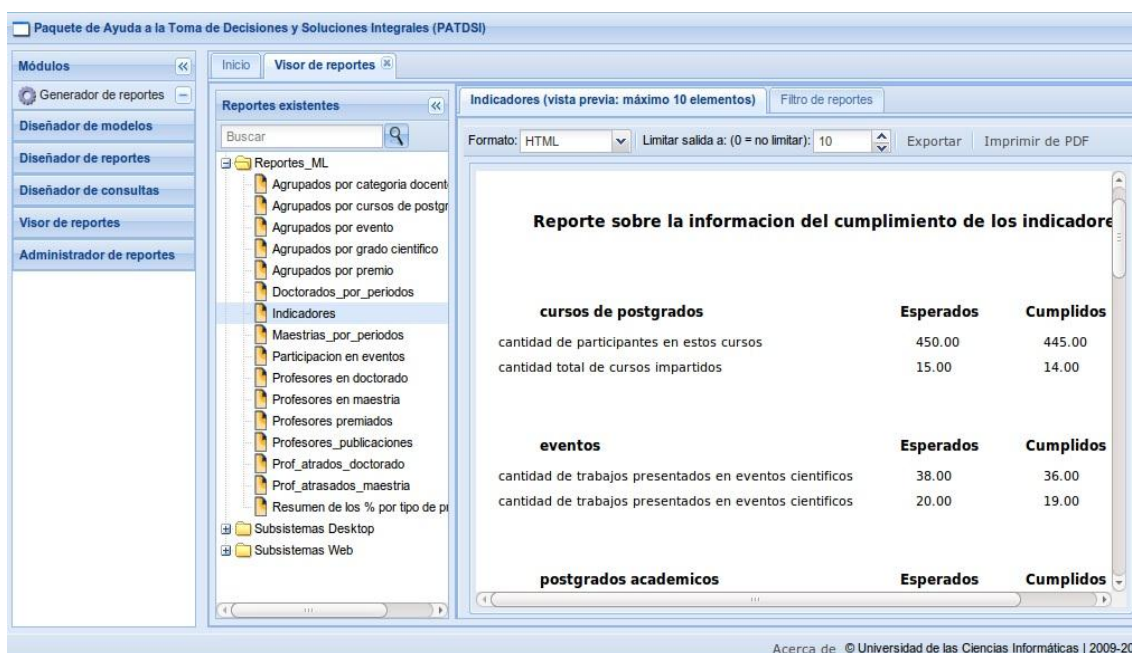 Paquete de Ayuda a la Toma de Decisiones y Soluciones Integrales (PATDSI)
Módulos
Generador de reportes
Diseñador de modelos
Diseñador de reportes
Diseñador de consultas
Visor de reportes
Administrador de reportes
Inicio Visor de reportes
Reportes existentes
Buscar
Reportes_ML
Agrupados por categoria docent
Agrupados por cursos de postgr
Agrupados por evento
Agrupados por grado cientifico
Agrupados por premio
Doctorados_por_periodos
Indicadores
Maestrias_por_periodos
Participacion en eventos
Profesores en doctorado
Profesores en maestria
Profesores premiados
Profesores_publicaciones
Prof_atrados_doctorado
Prof_atrasados_maestria
Resumen de los % por tipo de pr
Subsistemas Desktop
Subsistemas Web
Indicadores (vista previa: máximo 10 elementos) Filtro de reportes
Formato: HTML Limitar salida a: (0 = no limitar): 10 Exportar Imprimir de PDF
Reporte sobre la informacion del cumplimiento de los indicadore
cursos de postgrados Esperados Cumplidos
cantidad de participantes en estos cursos 450.00 445.00
cantidad total de cursos impartidos 15.00 14.00
eventos Esperados Cumplidos
cantidad de trabajos presentados en eventos cientificos 38.00 36.00
cantidad de trabajos presentados en eventos cientificos 20.00 19.00
postgrados academicos Esperados Cumplidos
Acerca de © Universidad de las Ciencias Informáticas | 2009-20